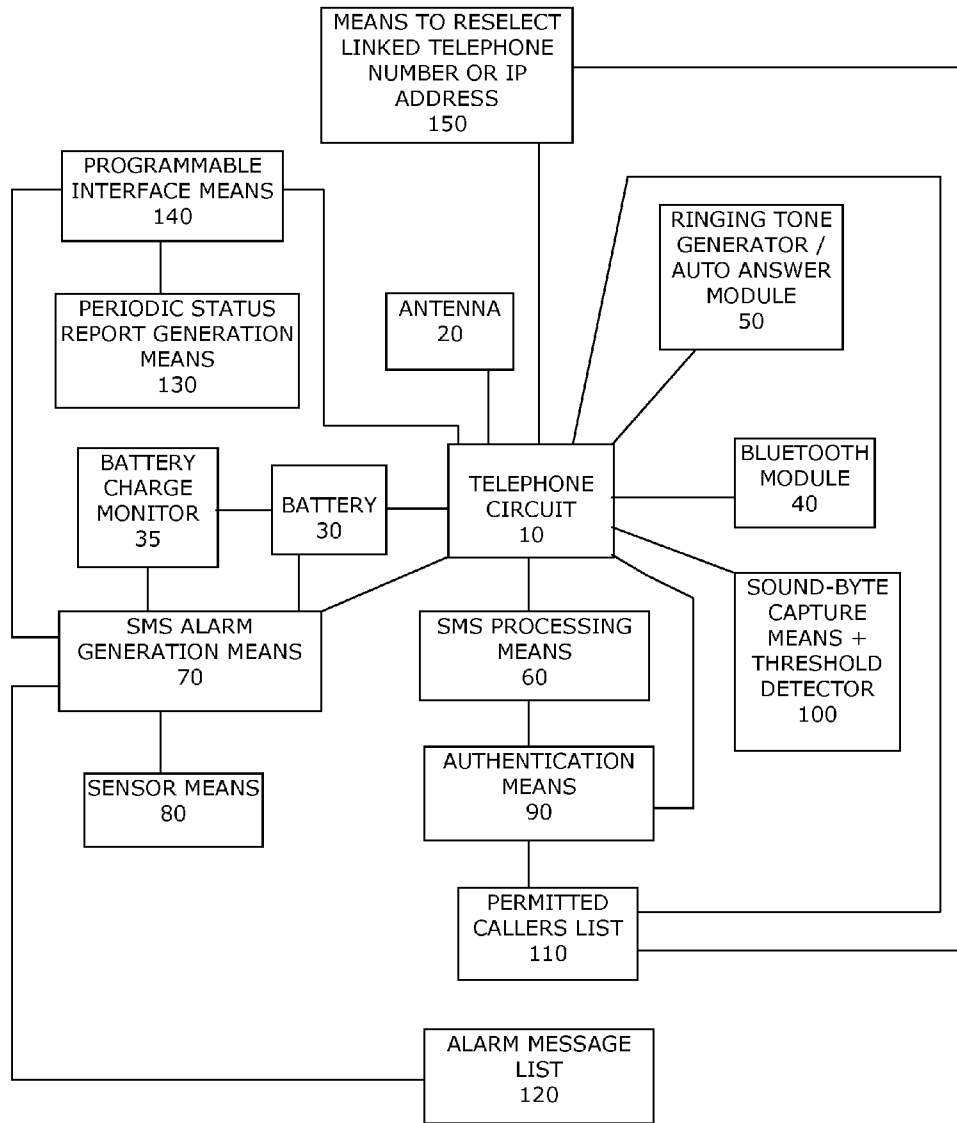 MEANS TO RESELECT
LINKED TELEPHONE
NUMBER OR IP
ADDRESS
150
PROGRAMMABLE
INTERFACE MEANS
140
RINGING TONE
GENERATOR /
AUTO ANSWER
MODULE
50
PERIODIC STATUS
REPORT GENERATION
MEANS
130
ANTENNA
20
BATTERY
CHARGE
MONITOR
35
BATTERY
30
TELEPHONE
CIRCUIT
10
BLUETOOTH
MODULE
40
SMS ALARM
GENERATION MEANS
70
SMS PROCESSING
MEANS
60
SOUND-BYTE
CAPTURE
MEANS +
THRESHOLD
DETECTOR
100
SENSOR MEANS
80
AUTHENTICATION
MEANS
90
PERMITTED
CALLERS LIST
110
ALARM MESSAGE
LIST
120